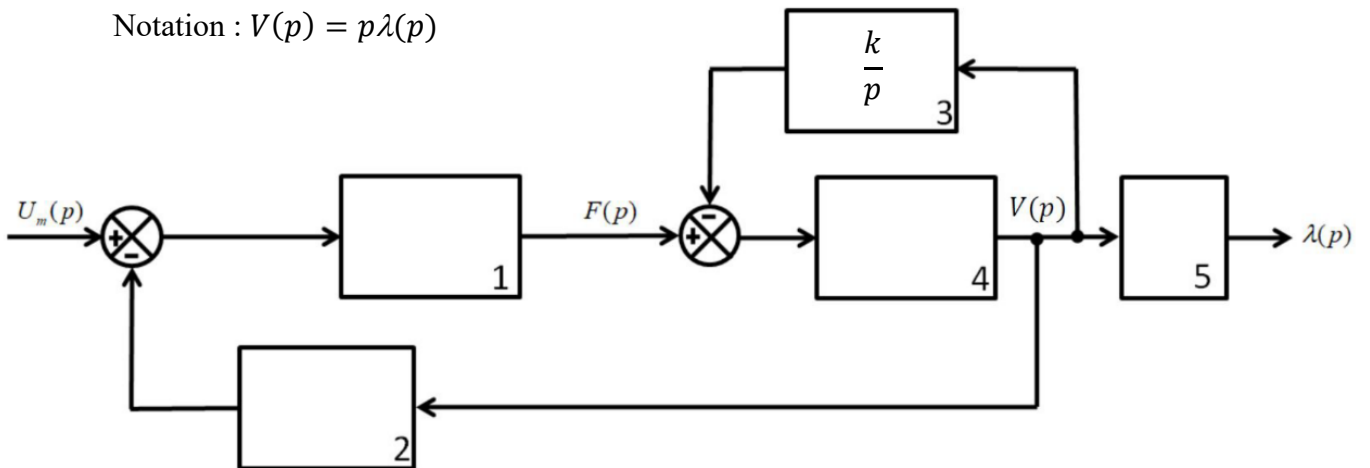 Notation : V(p) = pλ(p)
k
p
3
U_m(p)
+
-
1
F(p)
-
+
4
V(p)
5
λ(p)
2